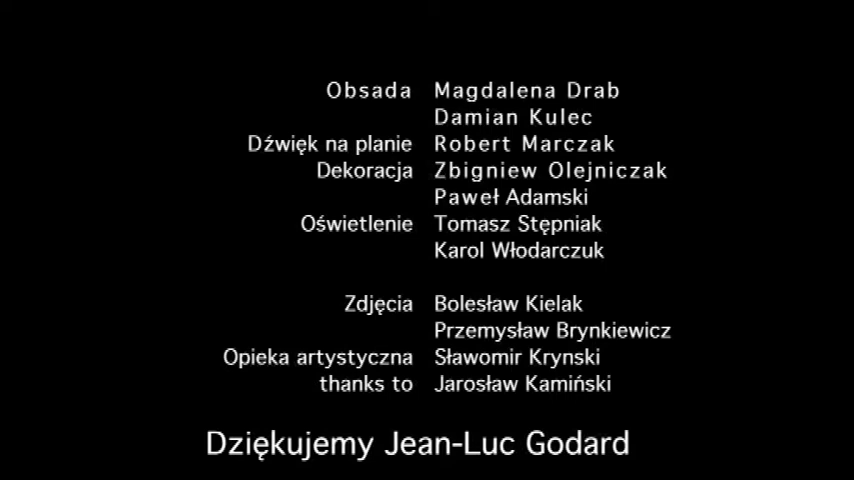 Obsada Magdalena Drab
Damian Kulec
Dźwięk na planie Robert Marczak
Dekoracja Zbigniew Olejniczak
Paweł Adamski
Oświetlenie Tomasz Stępniak
Karol Włodarczuk
Zdjęcia Bolesław Kielak
Przemysław Brynkiewicz
Opieka artystyczna Sławomir Krynski
thanks to Jarosław Kamiński
Dziękujemy Jean-Luc Godard